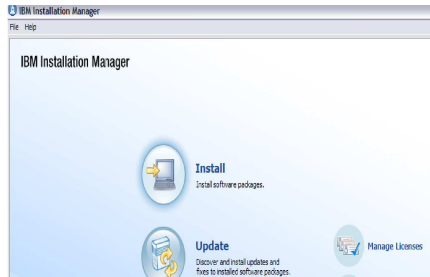 IBM Installation Manager
File Help
IBM Installation Manager
Install
Install software packages.
Update
Discover and install updates and
fixes to installed software packages.
Manage Licenses